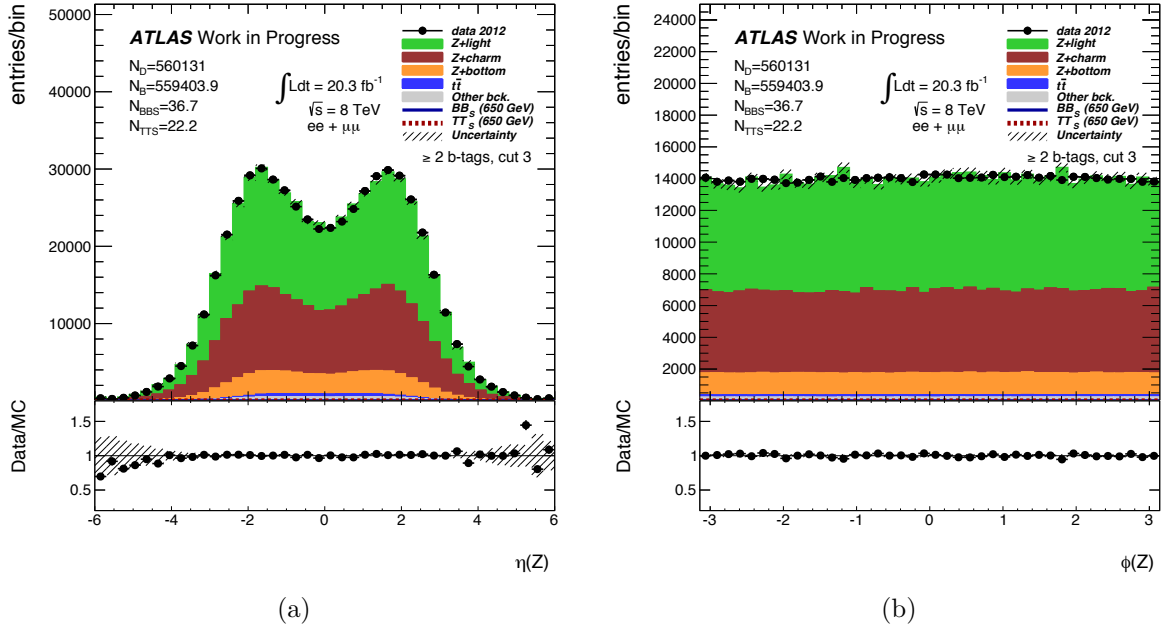 entries/bin
50000
40000
30000
20000
10000
ATLAS Work in Progress
N_D=560131
N_B=559403.9
N_BBS=36.7
N_TTS=22.2
∫ Ldt = 20.3 fb⁻¹
√s = 8 TeV
ee + μμ
data 2012
Z+light
Z+charm
Z+bottom
tt̄
Other bck.
BB_S (650 GeV)
TT_S (650 GeV)
Uncertainty
≥ 2 b-tags, cut 3
Data/MC
1.5
1
0.5
-6 -4 -2 0 2 4 6
η(Z)
(a)
entries/bin
24000
22000
20000
18000
16000
14000
12000
10000
8000
6000
4000
2000
ATLAS Work in Progress
N_D=560131
N_B=559403.9
N_BBS=36.7
N_TTS=22.2
∫ Ldt = 20.3 fb⁻¹
√s = 8 TeV
ee + μμ
data 2012
Z+light
Z+charm
Z+bottom
tt̄
Other bck.
BB_S (650 GeV)
TT_S (650 GeV)
Uncertainty
≥ 2 b-tags, cut 3
Data/MC
1.5
1
0.5
-3 -2 -1 0 1 2 3
ϕ(Z)
(b)